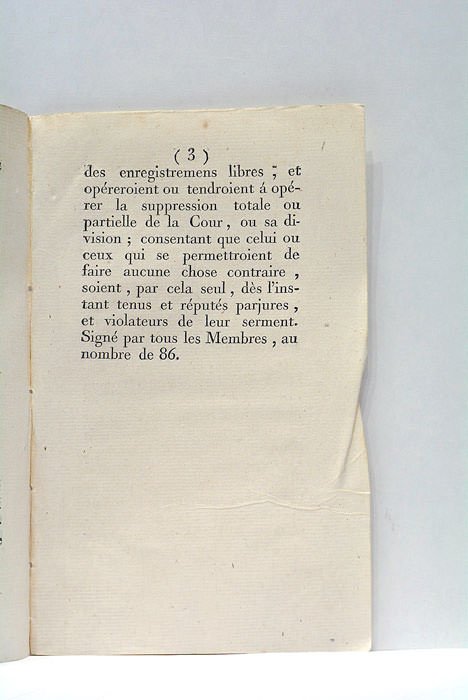 ( 3 )
des enregistremens libres ; et
opéreroient ou tendroient á opé-
rer la suppression totale ou
partielle de la Cour , ou sa di-
vision ; consentant que celui ou
ceux qui se permettroient de
faire aucune chose contraire ,
soient , par cela seul , dès l'ins-
tant tenus et réputés parjures ,
et violateurs de leur serment.
Signé par tous les Membres , au
nombre de 86.